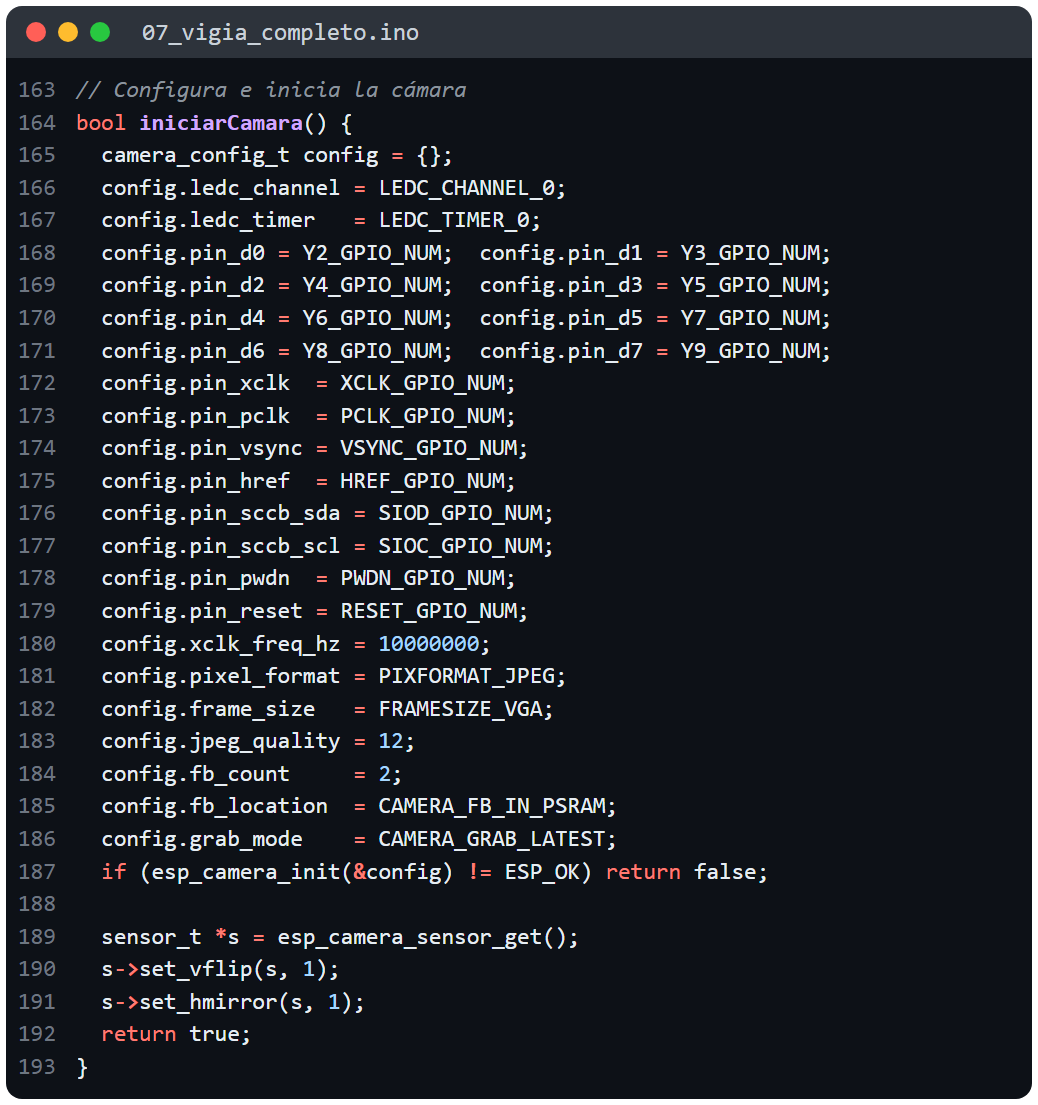 07_vigia_completo.ino
163 // Configura e inicia la cámara
164 bool iniciarCamara() {
165   camera_config_t config = {};
166   config.ledc_channel = LEDC_CHANNEL_0;
167   config.ledc_timer   = LEDC_TIMER_0;
168   config.pin_d0 = Y2_GPIO_NUM;  config.pin_d1 = Y3_GPIO_NUM;
169   config.pin_d2 = Y4_GPIO_NUM;  config.pin_d3 = Y5_GPIO_NUM;
170   config.pin_d4 = Y6_GPIO_NUM;  config.pin_d5 = Y7_GPIO_NUM;
171   config.pin_d6 = Y8_GPIO_NUM;  config.pin_d7 = Y9_GPIO_NUM;
172   config.pin_xclk  = XCLK_GPIO_NUM;
173   config.pin_pclk  = PCLK_GPIO_NUM;
174   config.pin_vsync = VSYNC_GPIO_NUM;
175   config.pin_href  = HREF_GPIO_NUM;
176   config.pin_sccb_sda = SIOD_GPIO_NUM;
177   config.pin_sccb_scl = SIOC_GPIO_NUM;
178   config.pin_pwdn  = PWDN_GPIO_NUM;
179   config.pin_reset = RESET_GPIO_NUM;
180   config.xclk_freq_hz = 10000000;
181   config.pixel_format = PIXFORMAT_JPEG;
182   config.frame_size   = FRAMESIZE_VGA;
183   config.jpeg_quality = 12;
184   config.fb_count     = 2;
185   config.fb_location  = CAMERA_FB_IN_PSRAM;
186   config.grab_mode    = CAMERA_GRAB_LATEST;
187   if (esp_camera_init(&config) != ESP_OK) return false;
188
189   sensor_t *s = esp_camera_sensor_get();
190   s->set_vflip(s, 1);
191   s->set_hmirror(s, 1);
192   return true;
193 }